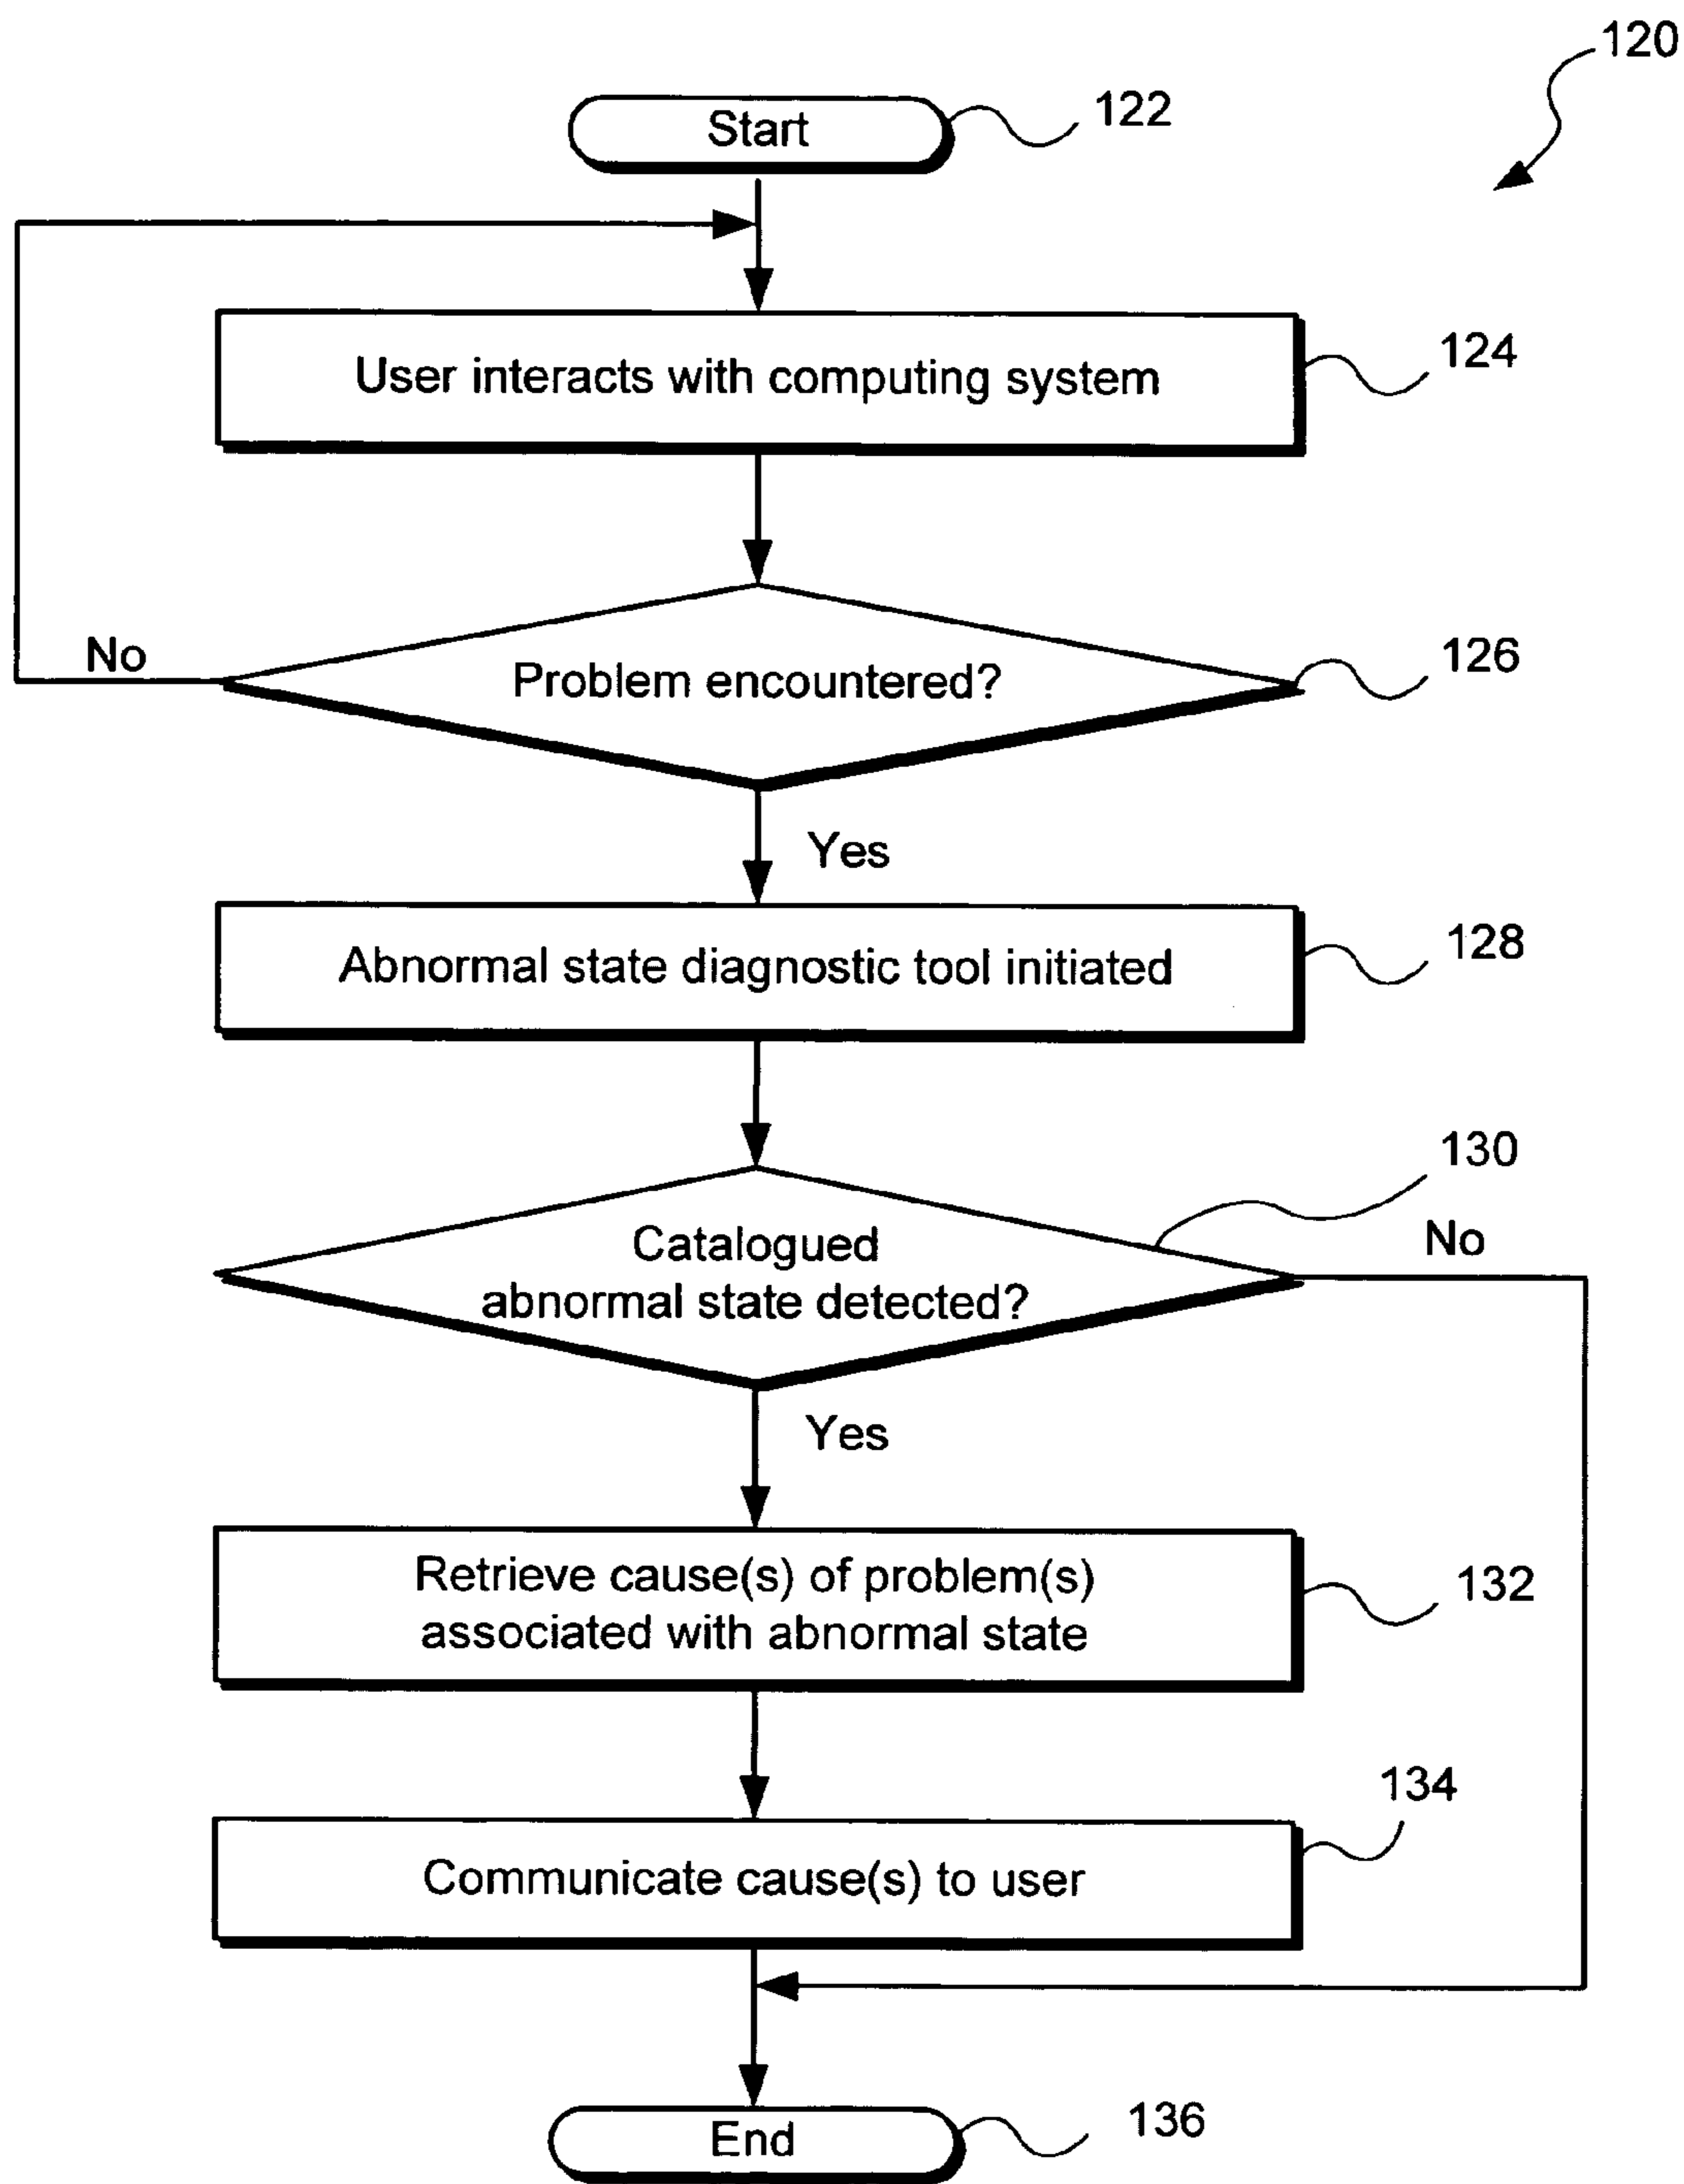 120
Start
122
User interacts with computing system
124
No
Problem encountered?
126
Yes
Abnormal state diagnostic tool initiated
128
130
Catalogued
abnormal state detected?
No
Yes
Retrieve cause(s) of problem(s)
associated with abnormal state
132
134
Communicate cause(s) to user
End
136